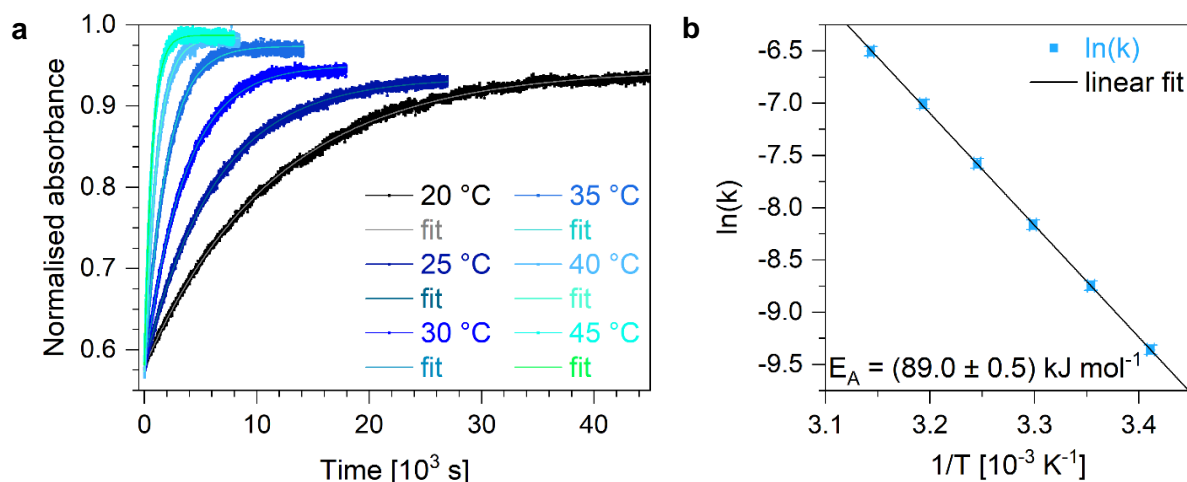 a
Normalised absorbance
1.0
0.9
0.8
0.7
0.6
20 °C
fit
25 °C
fit
30 °C
fit
35 °C
fit
40 °C
fit
45 °C
fit
0 10 20 30 40
Time [10³ s]
b
ln(k)
-6.5
-7.0
-7.5
-8.0
-8.5
-9.0
-9.5
ln(k)
linear fit
E_A = (89.0 ± 0.5) kJ mol⁻¹
3.1 3.2 3.3 3.4
1/T [10⁻³ K⁻¹]